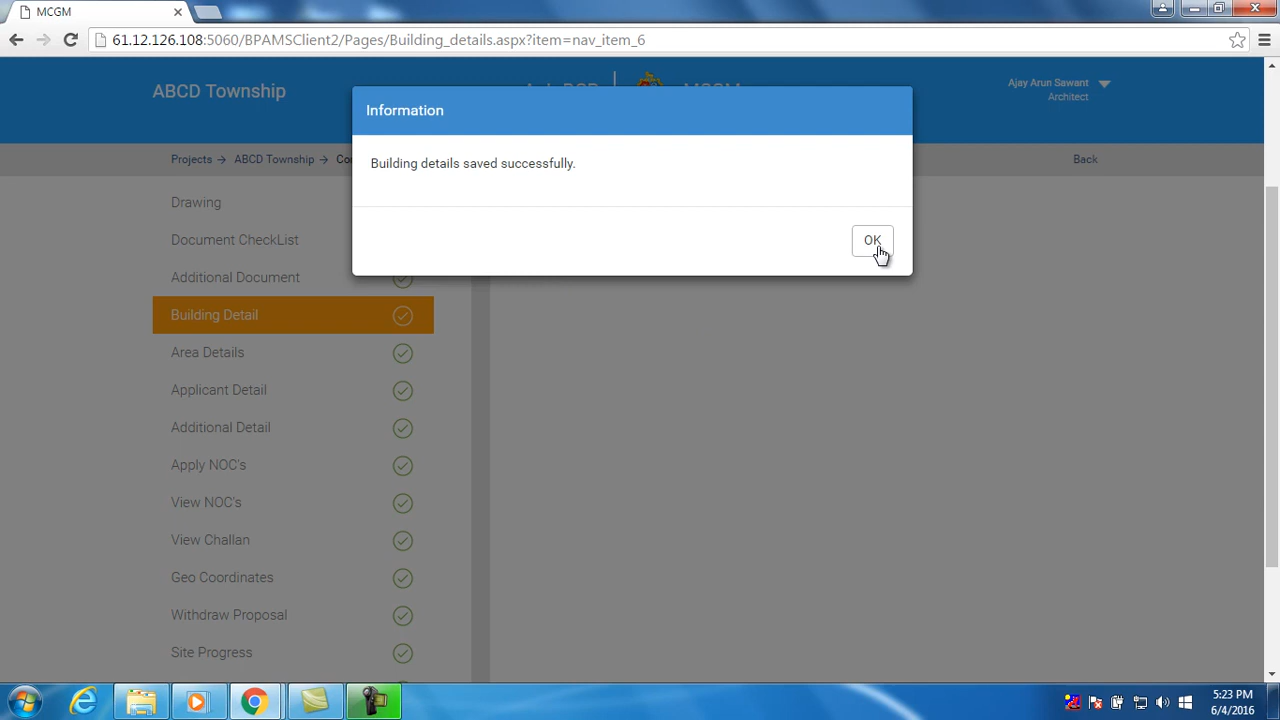 MCGM
61.12.126.108:5060/BPAMSClient2/Pages/Building_details.aspx?item=nav_item_6
ABCD Township
Ajay Arun Sawant
Architect
Information
Projects → ABCD Township →
Back
Building details saved successfully.
OK
Drawing
Document CheckList
Additional Document
Building Detail
Area Details
Applicant Detail
Additional Detail
Apply NOC's
View NOC's
View Challan
Geo Coordinates
Withdraw Proposal
Site Progress
5:23 PM
6/4/2016